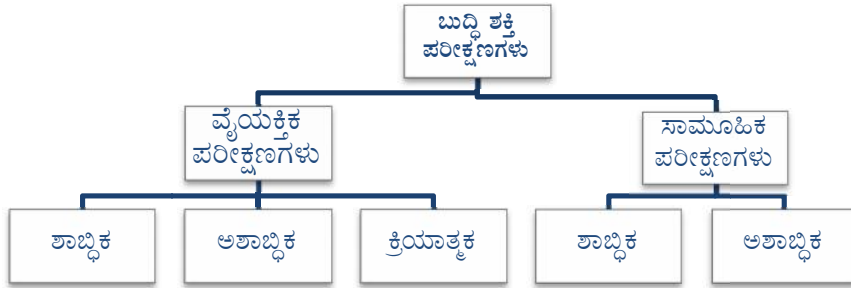 ಬುದ್ಧಿ ಶಕ್ತಿ
ಪರೀಕ್ಷಣಗಳು
ವೈಯಕ್ತಿಕ
ಪರೀಕ್ಷಣಗಳು
ಸಾಮೂಹಿಕ
ಪರೀಕ್ಷಣಗಳು
ಶಾಬ್ಧಿಕ
ಅಶಾಬ್ಧಿಕ
ಕ್ರಿಯಾತ್ಮಕ
ಶಾಬ್ಧಿಕ
ಅಶಾಬ್ಧಿಕ